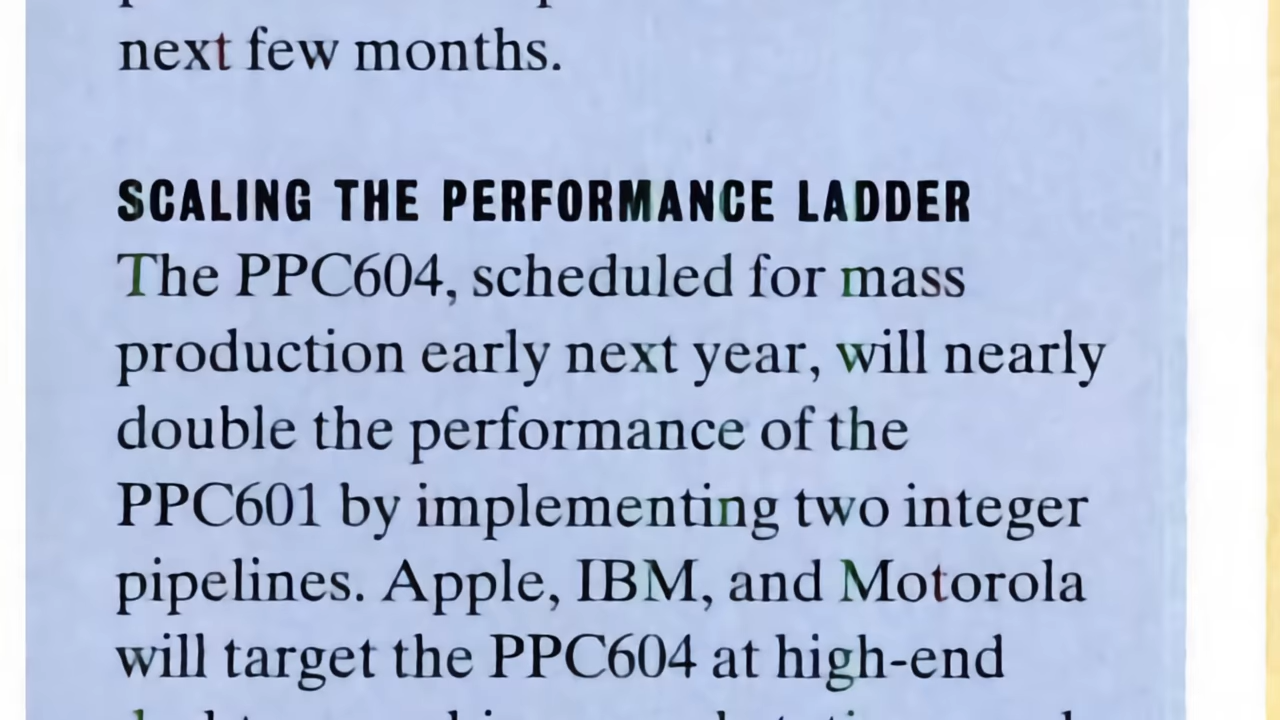 next few months.
SCALING THE PERFORMANCE LADDER
The PPC604, scheduled for mass
production early next year, will nearly
double the performance of the
PPC601 by implementing two integer
pipelines. Apple, IBM, and Motorola
will target the PPC604 at high-end